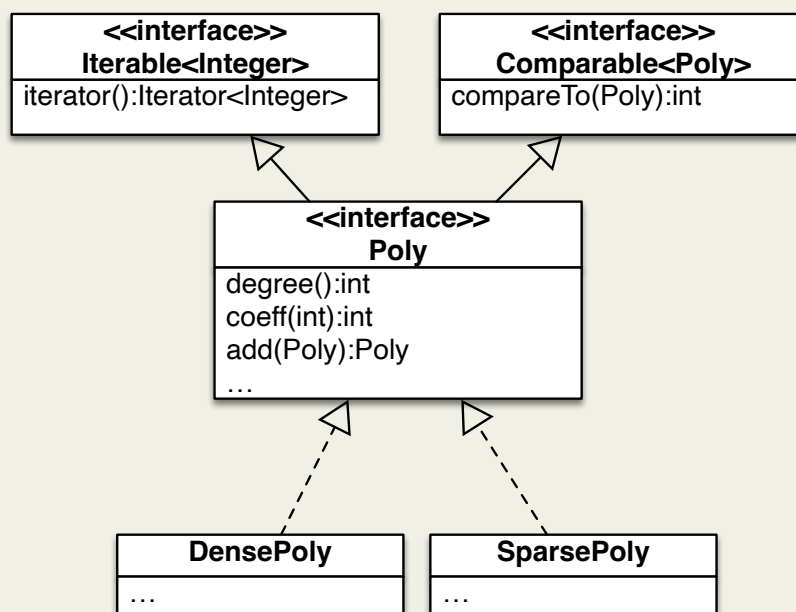 <<interface>>
Iterable<Integer>
iterator():Iterator<Integer>
<<interface>>
Comparable<Poly>
compareTo(Poly):int
<<interface>>
Poly
degree():int
coeff(int):int
add(Poly):Poly
…
DensePoly
…
SparsePoly
…